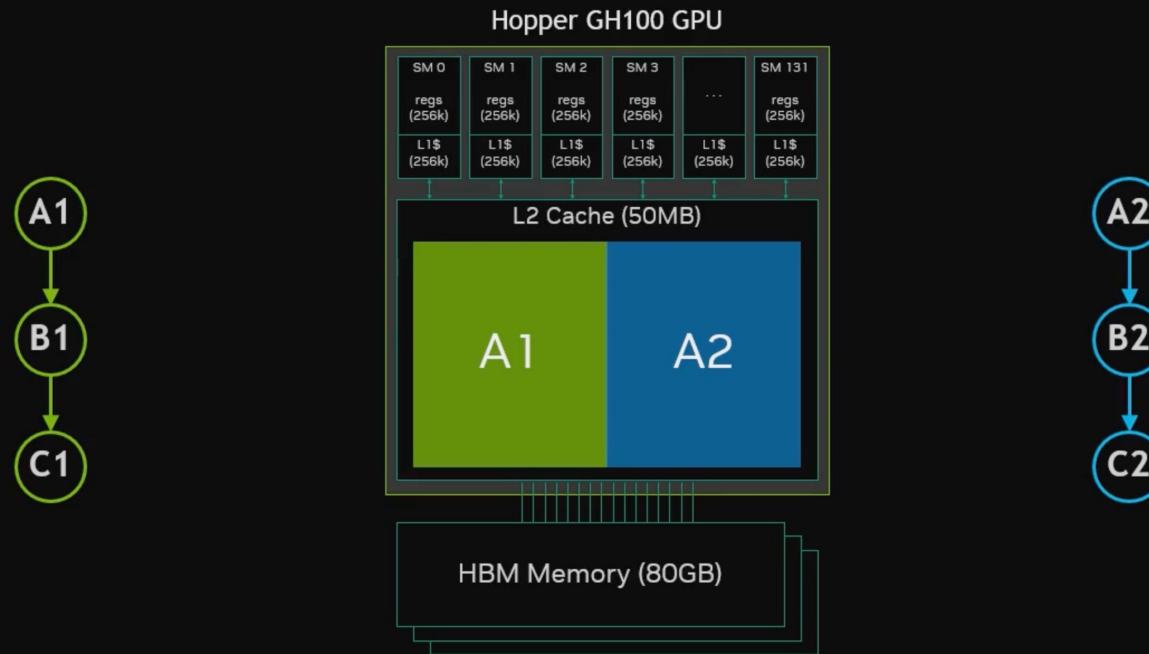 Hopper GH100 GPU
SM 0
regs
(256k)
L1$
(256k)
SM 1
regs
(256k)
L1$
(256k)
SM 2
regs
(256k)
L1$
(256k)
SM 3
regs
(256k)
L1$
(256k)
...
L1$
(256k)
SM 131
regs
(256k)
L1$
(256k)
L2 Cache (50MB)
A1
A2
HBM Memory (80GB)
A1
B1
C1
A2
B2
C2